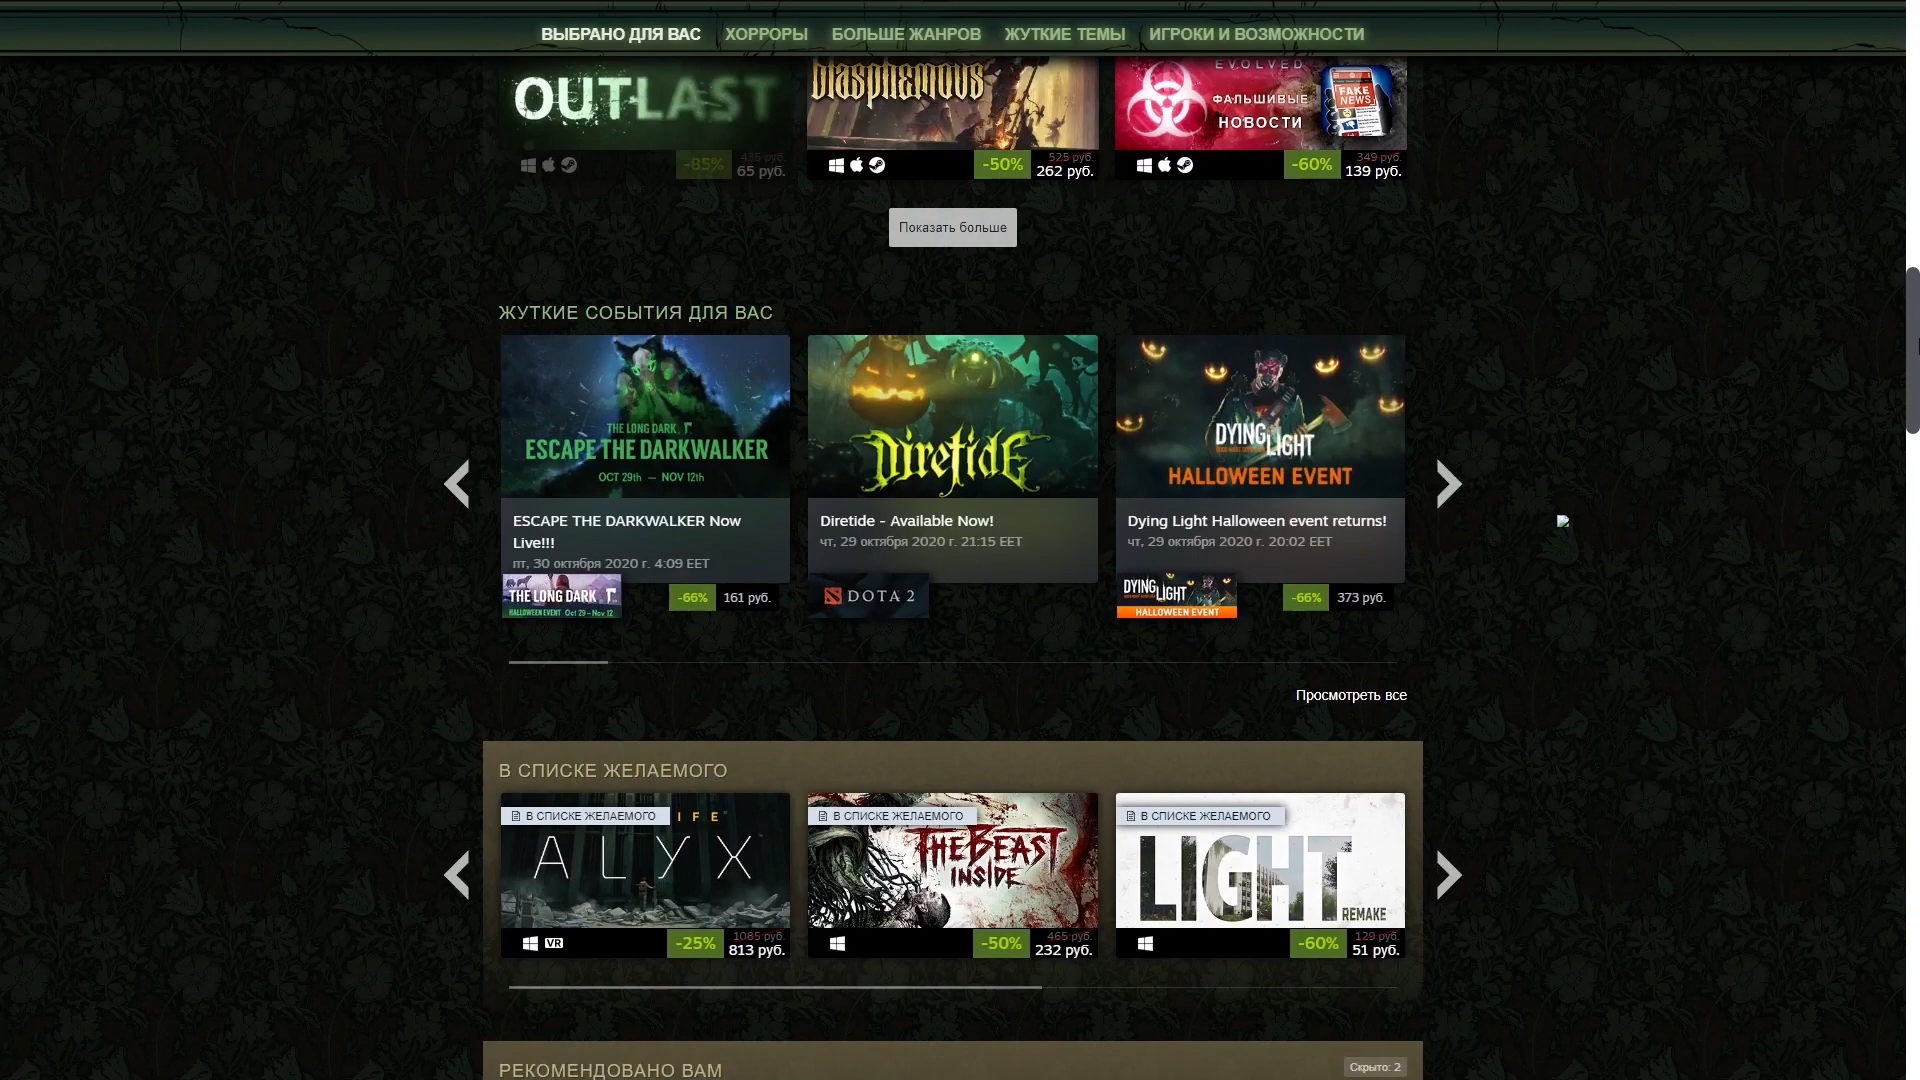 ВЫБРАНО ДЛЯ ВАС ХОРРОРЫ БОЛЬШЕ ЖАНРОВ ЖУТКИЕ ТЕМЫ ИГРОКИ И ВОЗМОЖНОСТИ
OUTLAST
-85% 435 руб.
65 руб.
Blasphemous
-50% 525 руб.
262 руб.
EVOLVED
ФАЛЬШИВЫЕ
НОВОСТИ
FAKE
NEWS
-60% 349 руб.
139 руб.
Показать больше
ЖУТКИЕ СОБЫТИЯ ДЛЯ ВАС
THE LONG DARK
ESCAPE THE DARKWALKER
OCT 29th — NOV 12th
ESCAPE THE DARKWALKER Now
Live!!!
пт, 30 октября 2020 г. 4:09 EET
THE LONG DARK
HALLOWEEN EVENT Oct 29 - Nov 12
-66% 161 руб.
Diretide
Diretide - Available Now!
чт, 29 октября 2020 г. 21:15 EET
DOTA 2
DYING LIGHT
HALLOWEEN EVENT
Dying Light Halloween event returns!
чт, 29 октября 2020 г. 20:02 EET
DYING LIGHT
HALLOWEEN EVENT
-66% 373 руб.
Просмотреть все
В СПИСКЕ ЖЕЛАЕМОГО
В СПИСКЕ ЖЕЛАЕМОГО
IFE
ALYX
VR
-25% 1085 руб.
813 руб.
В СПИСКЕ ЖЕЛАЕМОГО
THE BEAST
INSIDE
-50% 465 руб.
232 руб.
В СПИСКЕ ЖЕЛАЕМОГО
LIGHT
REMAKE
-60% 129 руб.
51 руб.
РЕКОМЕНДОВАНО ВАМ
Скрыто: 2